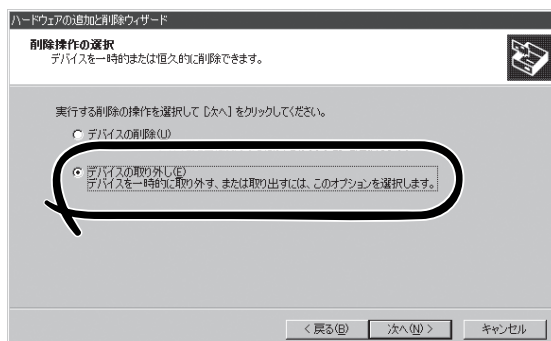 ハードウェアの追加と削除ウィザード
削除操作の選択
デバイスを一時的または恒久的に削除できます。
実行する削除の操作を選択して [次へ] をクリックしてください。
デバイスの削除(U)
デバイスの取り外し(E)
デバイスを一時的に取り外す、または取り出すには、このオプションを選択します。
< 戻る(B)
次へ(N) >
キャンセル